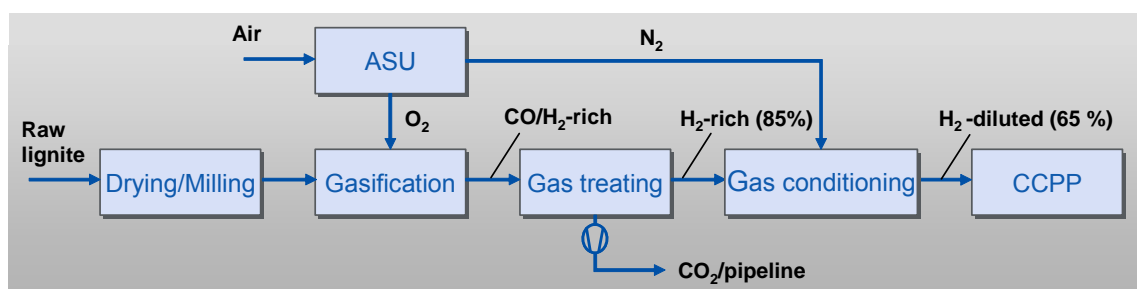 Air
ASU
N₂
O₂
CO/H₂-rich
H₂-rich (85%)
H₂ -diluted (65 %)
Raw
lignite
Drying/Milling
Gasification
Gas treating
Gas conditioning
CCPP
CO₂/pipeline